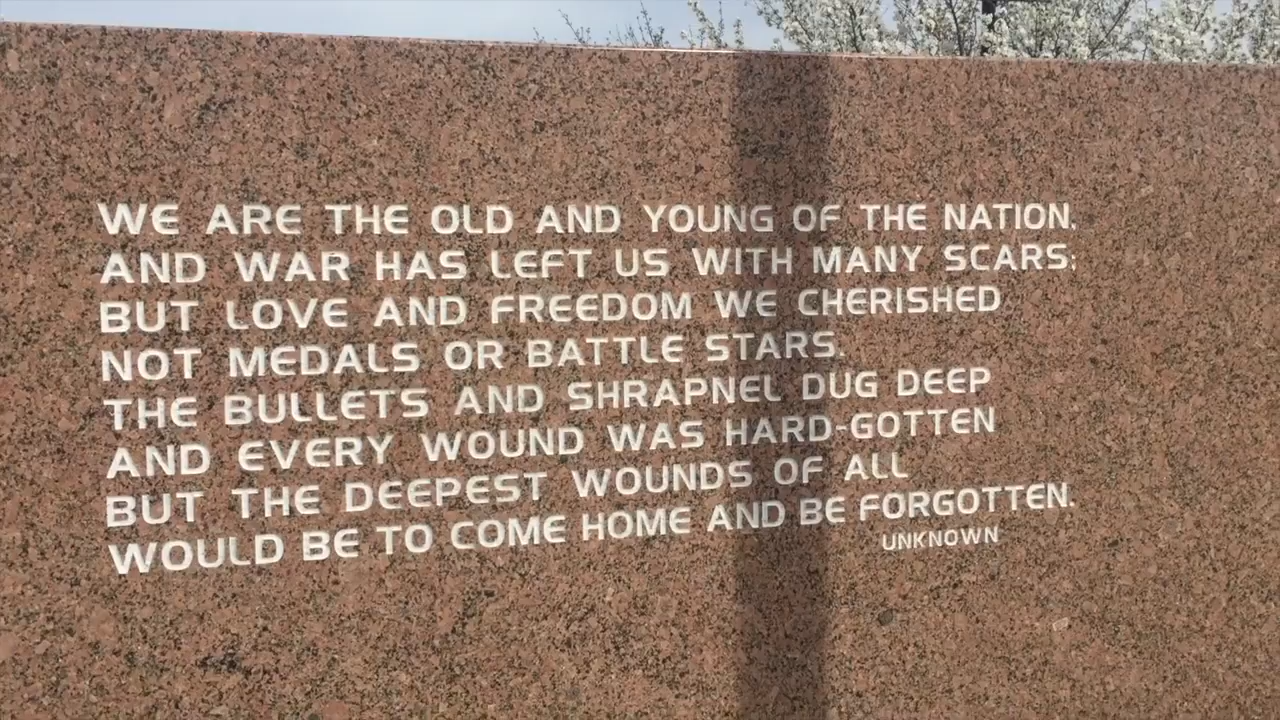 WE ARE THE OLD AND YOUNG OF THE NATION,
AND WAR HAS LEFT US WITH MANY SCARS;
BUT LOVE AND FREEDOM WE CHERISHED
NOT MEDALS OR BATTLE STARS.
THE BULLETS AND SHRAPNEL DUG DEEP
AND EVERY WOUND WAS HARD-GOTTEN
BUT THE DEEPEST WOUNDS OF ALL
WOULD BE TO COME HOME AND BE FORGOTTEN.
UNKNOWN